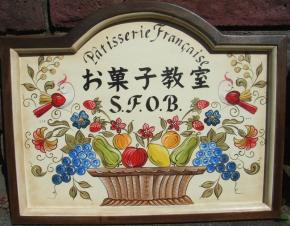 Pâtisserie Française
お菓子教室
S.F.O.B.